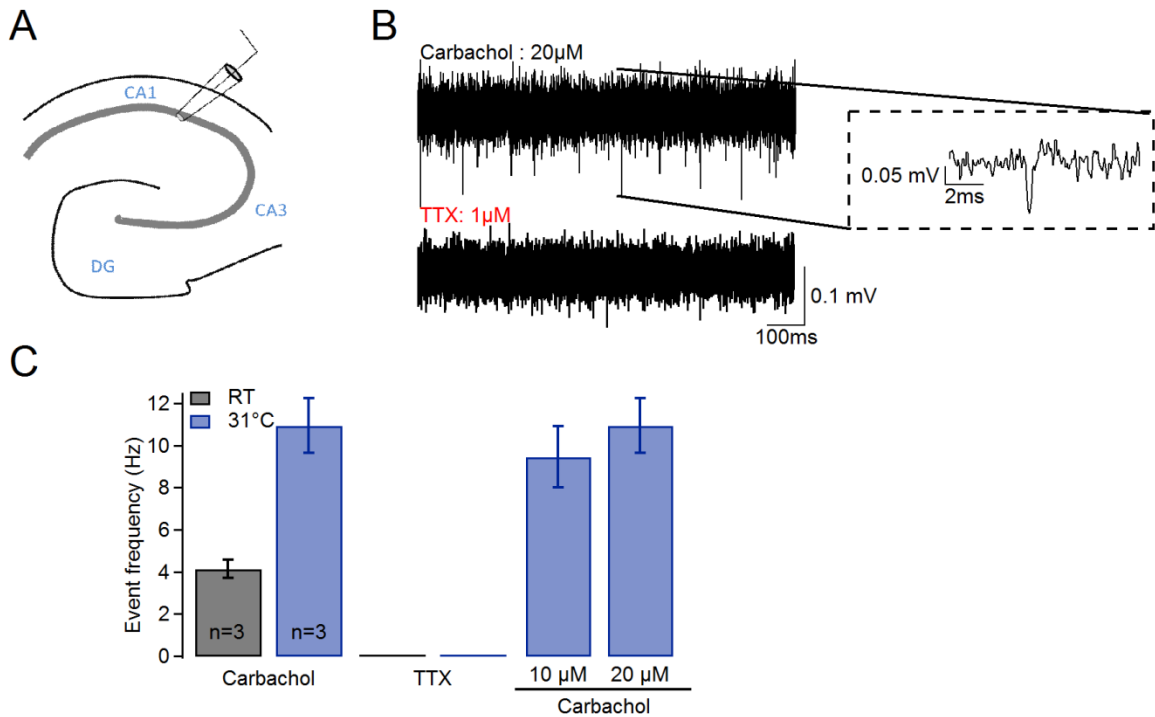 A
CA1
CA3
DG
B
Carbachol : 20µM
0.05 mV
2ms
TTX: 1µM
0.1 mV
100ms
C
RT
31°C
Event frequency (Hz)
12
10
8
6
4
2
0
n=3
n=3
Carbachol
TTX
10 µM
20 µM
Carbachol